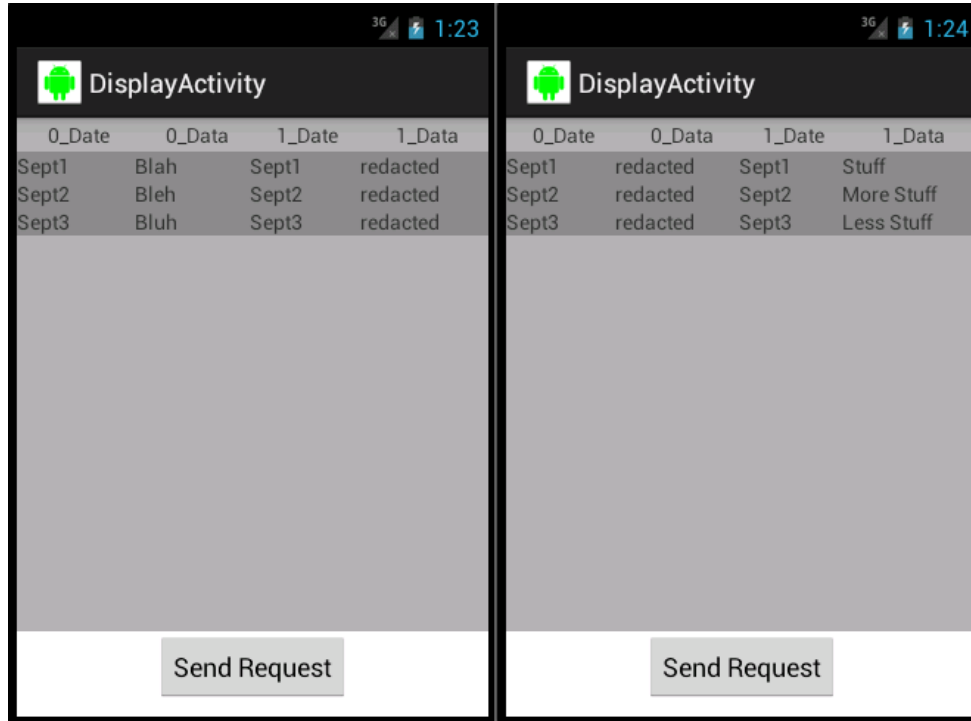 3G 1:23
DisplayActivity
0_Date 0_Data 1_Date 1_Data
Sept1 Blah Sept1 redacted
Sept2 Bleh Sept2 redacted
Sept3 Bluh Sept3 redacted
Send Request
3G 1:24
DisplayActivity
0_Date 0_Data 1_Date 1_Data
Sept1 redacted Sept1 Stuff
Sept2 redacted Sept2 More Stuff
Sept3 redacted Sept3 Less Stuff
Send Request